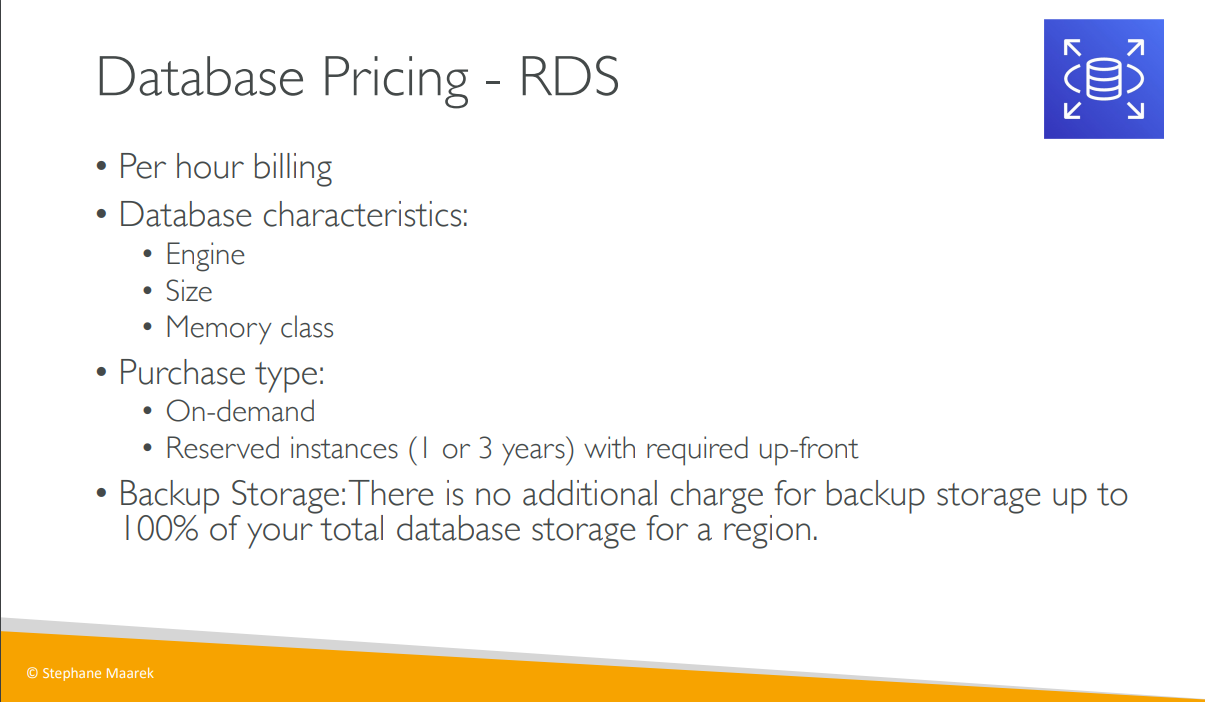 Database Pricing - RDS
• Per hour billing
• Database characteristics:
• Engine
• Size
• Memory class
• Purchase type:
• On-demand
• Reserved instances (1 or 3 years) with required up-front
• Backup Storage: There is no additional charge for backup storage up to
100% of your total database storage for a region.
© Stephane Maarek